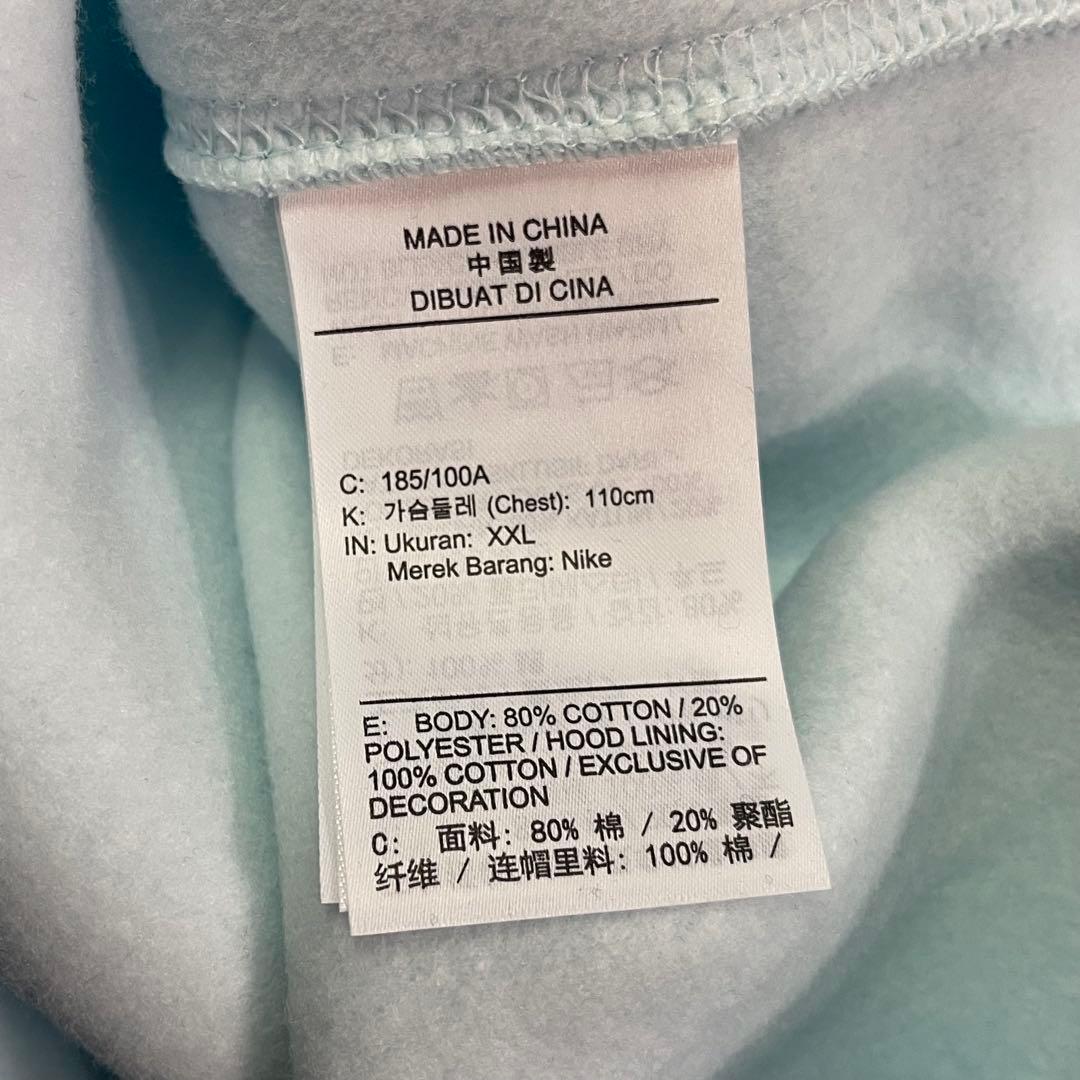 MADE IN CHINA
中国製
DIBUAT DI CINA
C: 185/100A
K: 가슴둘레 (Chest): 110cm
IN: Ukuran: XXL
Merek Barang: Nike
E: BODY: 80% COTTON / 20%
POLYESTER / HOOD LINING:
100% COTTON / EXCLUSIVE OF
DECORATION
C: 面料: 80% 棉 / 20% 聚酯
纤维 / 连帽里料: 100% 棉 /